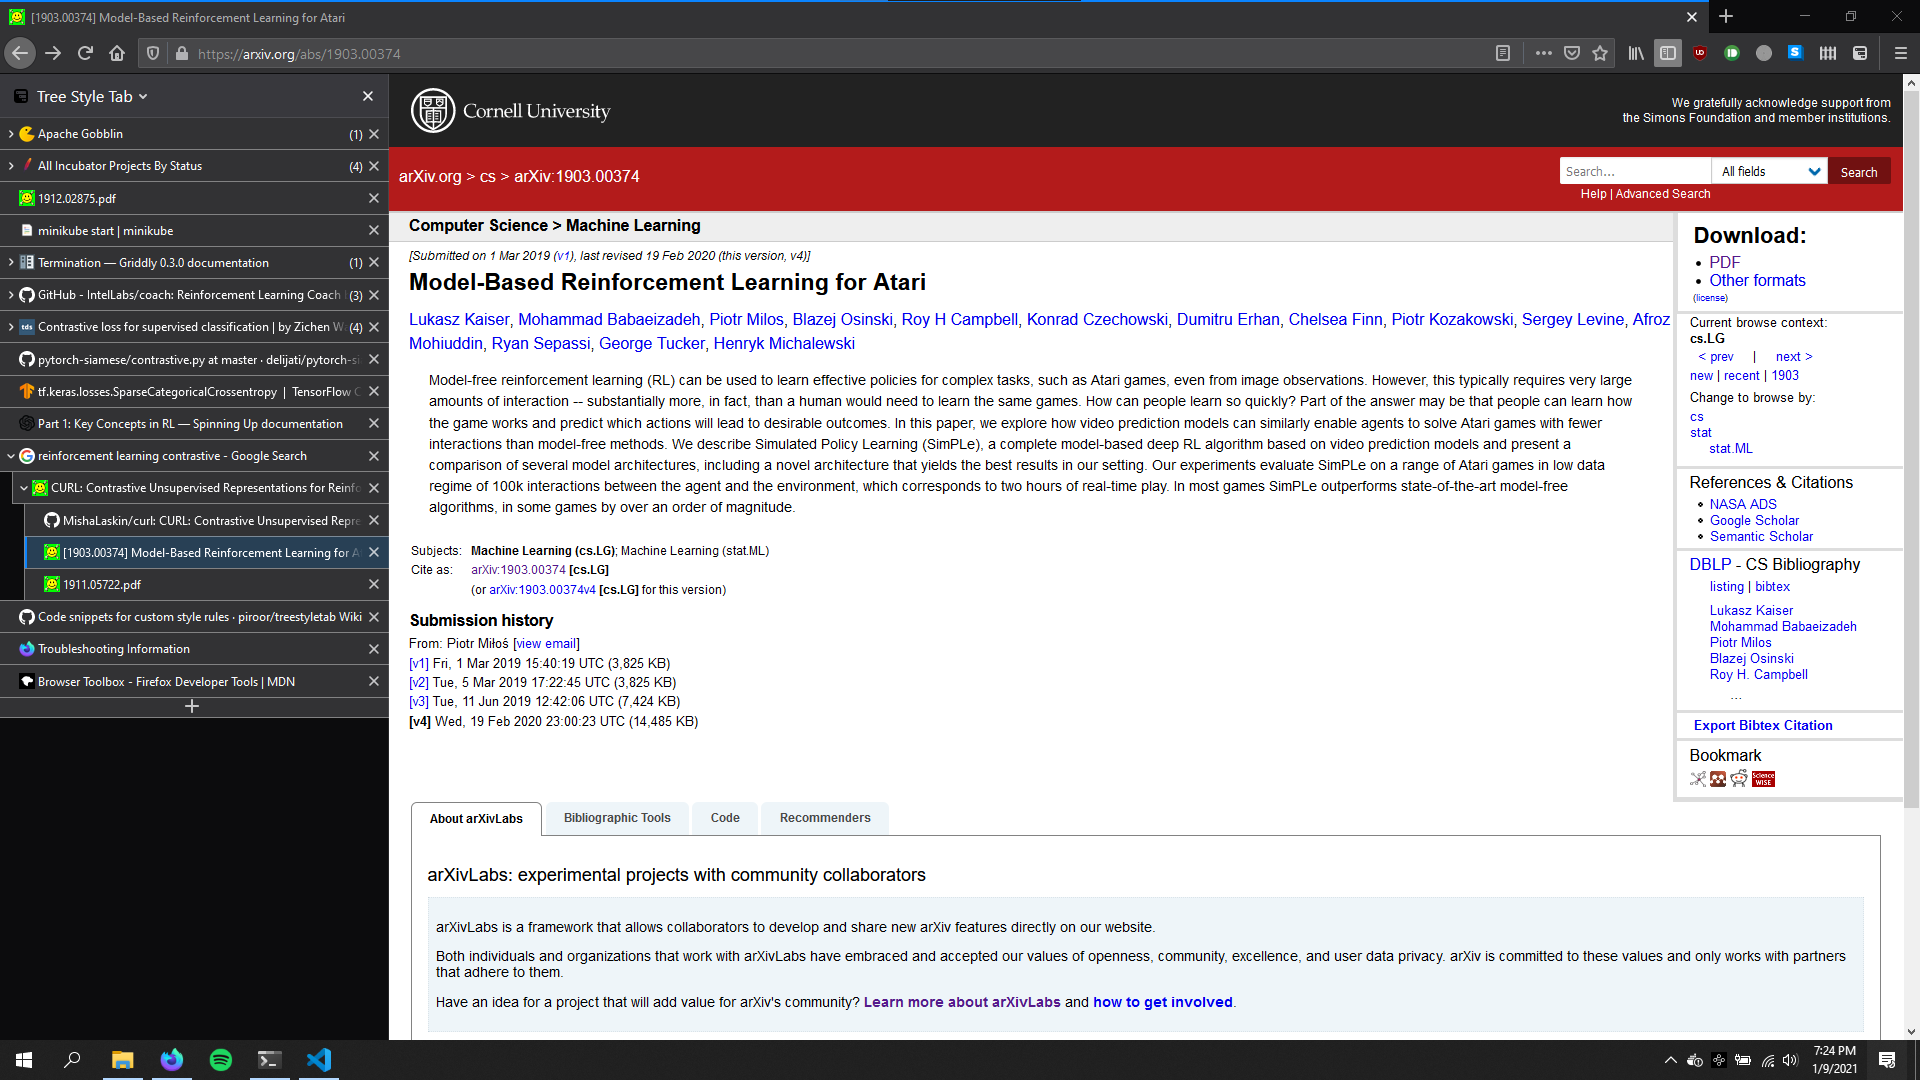 [1903.00374] Model-Based Reinforcement Learning for Atari
https://arxiv.org/abs/1903.00374
Tree Style Tab
Apache Gobblin (1)
All Incubator Projects By Status (4)
1912.02875.pdf
minikube start | minikube
Termination — Griddly 0.3.0 documentation (1)
GitHub - IntelLabs/coach: Reinforcement Learning Coach (3)
Contrastive loss for supervised classification | by Zichen W (4)
pytorch-siamese/contrastive.py at master · delijati/pytorch-si
tf.keras.losses.SparseCategoricalCrossentropy | TensorFlow C
Part 1: Key Concepts in RL — Spinning Up documentation
reinforcement learning contrastive - Google Search
CURL: Contrastive Unsupervised Representations for Reinfo
MishaLaskin/curl: CURL: Contrastive Unsupervised Repre
[1903.00374] Model-Based Reinforcement Learning for A
1911.05722.pdf
Code snippets for custom style rules · piroor/treestyletab Wiki
Troubleshooting Information
Browser Toolbox - Firefox Developer Tools | MDN
Cornell University
We gratefully acknowledge support from
the Simons Foundation and member institutions.
arXiv.org > cs > arXiv:1903.00374
Search...
All fields
Search
Help | Advanced Search
Computer Science > Machine Learning
[Submitted on 1 Mar 2019 (v1), last revised 19 Feb 2020 (this version, v4)]
Model-Based Reinforcement Learning for Atari
Lukasz Kaiser, Mohammad Babaeizadeh, Piotr Milos, Blazej Osinski, Roy H Campbell, Konrad Czechowski, Dumitru Erhan, Chelsea Finn, Piotr Kozakowski, Sergey Levine, Afroz
Mohiuddin, Ryan Sepassi, George Tucker, Henryk Michalewski
Model-free reinforcement learning (RL) can be used to learn effective policies for complex tasks, such as Atari games, even from image observations. However, this typically requires very large
amounts of interaction -- substantially more, in fact, than a human would need to learn the same games. How can people learn so quickly? Part of the answer may be that people can learn how
the game works and predict which actions will lead to desirable outcomes. In this paper, we explore how video prediction models can similarly enable agents to solve Atari games with fewer
interactions than model-free methods. We describe Simulated Policy Learning (SimPLe), a complete model-based deep RL algorithm based on video prediction models and present a
comparison of several model architectures, including a novel architecture that yields the best results in our setting. Our experiments evaluate SimPLe on a range of Atari games in low data
regime of 100k interactions between the agent and the environment, which corresponds to two hours of real-time play. In most games SimPLe outperforms state-of-the-art model-free
algorithms, in some games by over an order of magnitude.
Subjects: Machine Learning (cs.LG); Machine Learning (stat.ML)
Cite as: arXiv:1903.00374 [cs.LG]
(or arXiv:1903.00374v4 [cs.LG] for this version)
Submission history
From: Piotr Miłoś [view email]
[v1] Fri, 1 Mar 2019 15:40:19 UTC (3,825 KB)
[v2] Tue, 5 Mar 2019 17:22:45 UTC (3,825 KB)
[v3] Tue, 11 Jun 2019 12:42:06 UTC (7,424 KB)
[v4] Wed, 19 Feb 2020 23:00:23 UTC (14,485 KB)
Download:
PDF
Other formats
(license)
Current browse context:
cs.LG
< prev | next >
new | recent | 1903
Change to browse by:
cs
stat
stat.ML
References & Citations
NASA ADS
Google Scholar
Semantic Scholar
DBLP - CS Bibliography
listing | bibtex
Lukasz Kaiser
Mohammad Babaeizadeh
Piotr Milos
Blazej Osinski
Roy H. Campbell
...
Export Bibtex Citation
Bookmark
Science
WISE
About arXivLabs
Bibliographic Tools
Code
Recommenders
arXivLabs: experimental projects with community collaborators
arXivLabs is a framework that allows collaborators to develop and share new arXiv features directly on our website.
Both individuals and organizations that work with arXivLabs have embraced and accepted our values of openness, community, excellence, and user data privacy. arXiv is committed to these values and only works with partners
that adhere to them.
Have an idea for a project that will add value for arXiv's community? Learn more about arXivLabs and how to get involved.
7:24 PM
1/9/2021